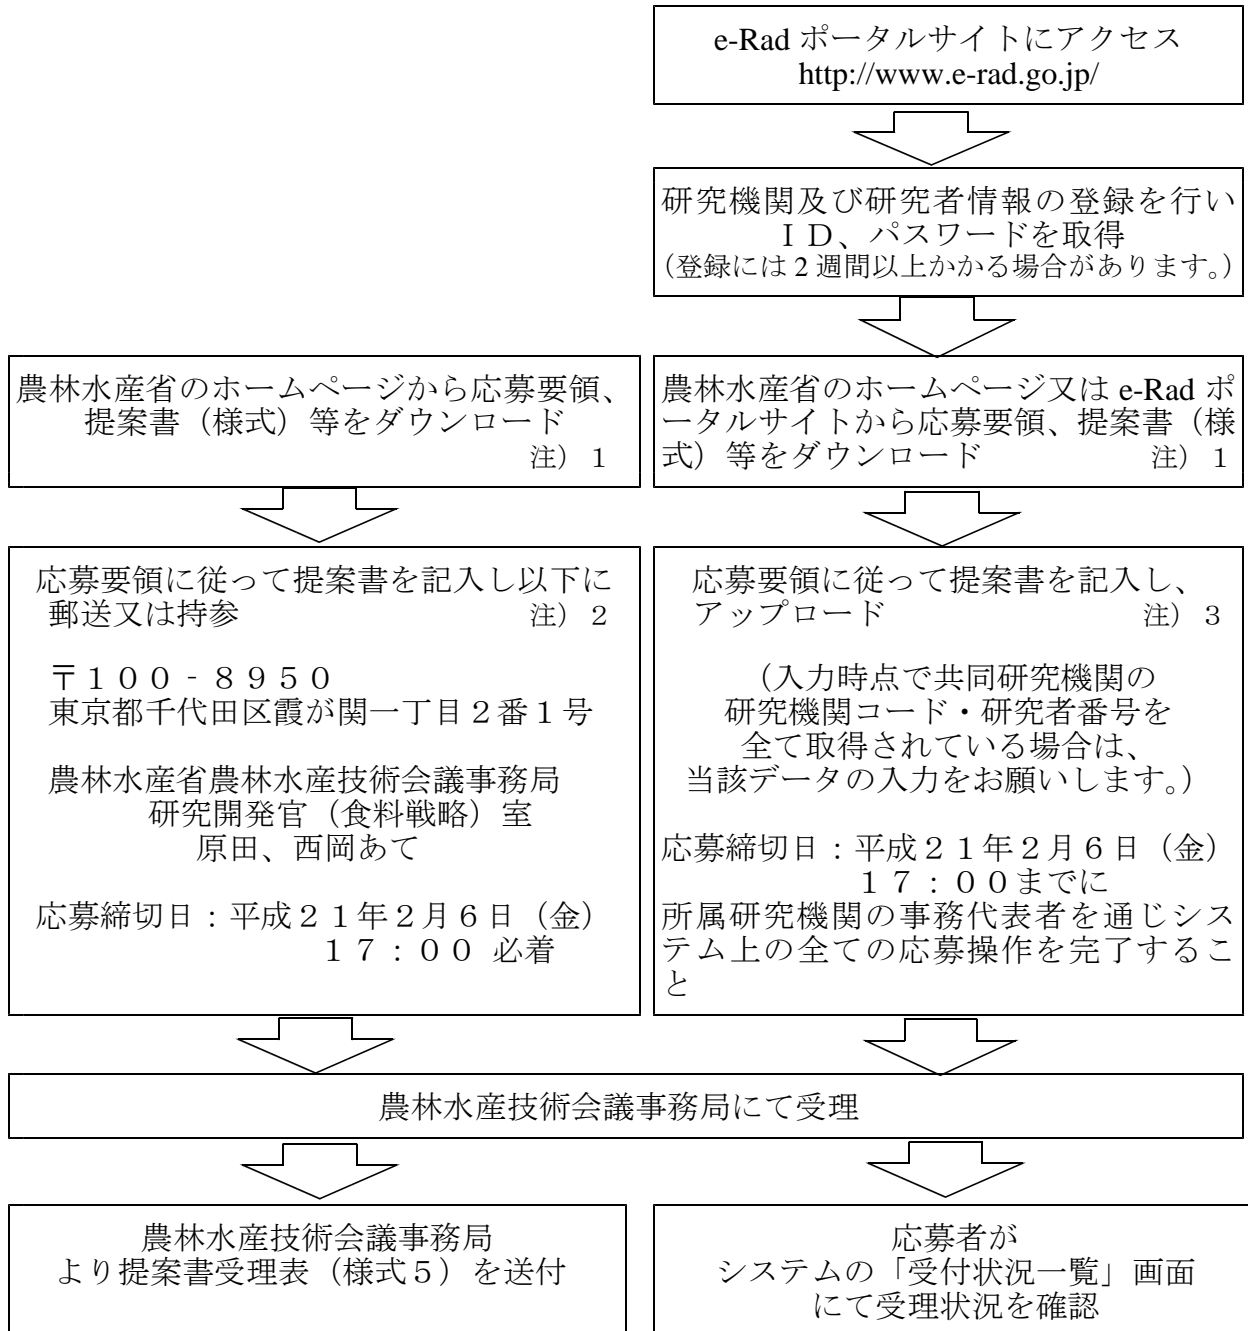 e-Rad ポータルサイトにアクセス
http://www.e-rad.go.jp/
研究機関及び研究者情報の登録を行い
ＩＤ、パスワードを取得
（登録には２週間以上かかる場合があります。）
農林水産省のホームページから応募要領、
提案書（様式）等をダウンロード
注）１
農林水産省のホームページ又は e-Rad ポ
ータルサイトから応募要領、提案書（様
式）等をダウンロード 注）１
応募要領に従って提案書を記入し以下に
郵送又は持参 注）２
〒１００‐８９５０
東京都千代田区霞が関一丁目２番１号
農林水産省農林水産技術会議事務局
研究開発官（食料戦略）室
原田、西岡あて
応募締切日：平成２１年２月６日（金）
１７：００ 必着
応募要領に従って提案書を記入し、
アップロード 注）３
（入力時点で共同研究機関の
研究機関コード・研究者番号を
全て取得されている場合は、
当該データの入力をお願いします。）
応募締切日：平成２１年２月６日（金）
１７：００までに
所属研究機関の事務代表者を通じシス
テム上の全ての応募操作を完了するこ
と
農林水産技術会議事務局にて受理
農林水産技術会議事務局
より提案書受理表（様式５）を送付
応募者が
システムの「受付状況一覧」画面
にて受理状況を確認